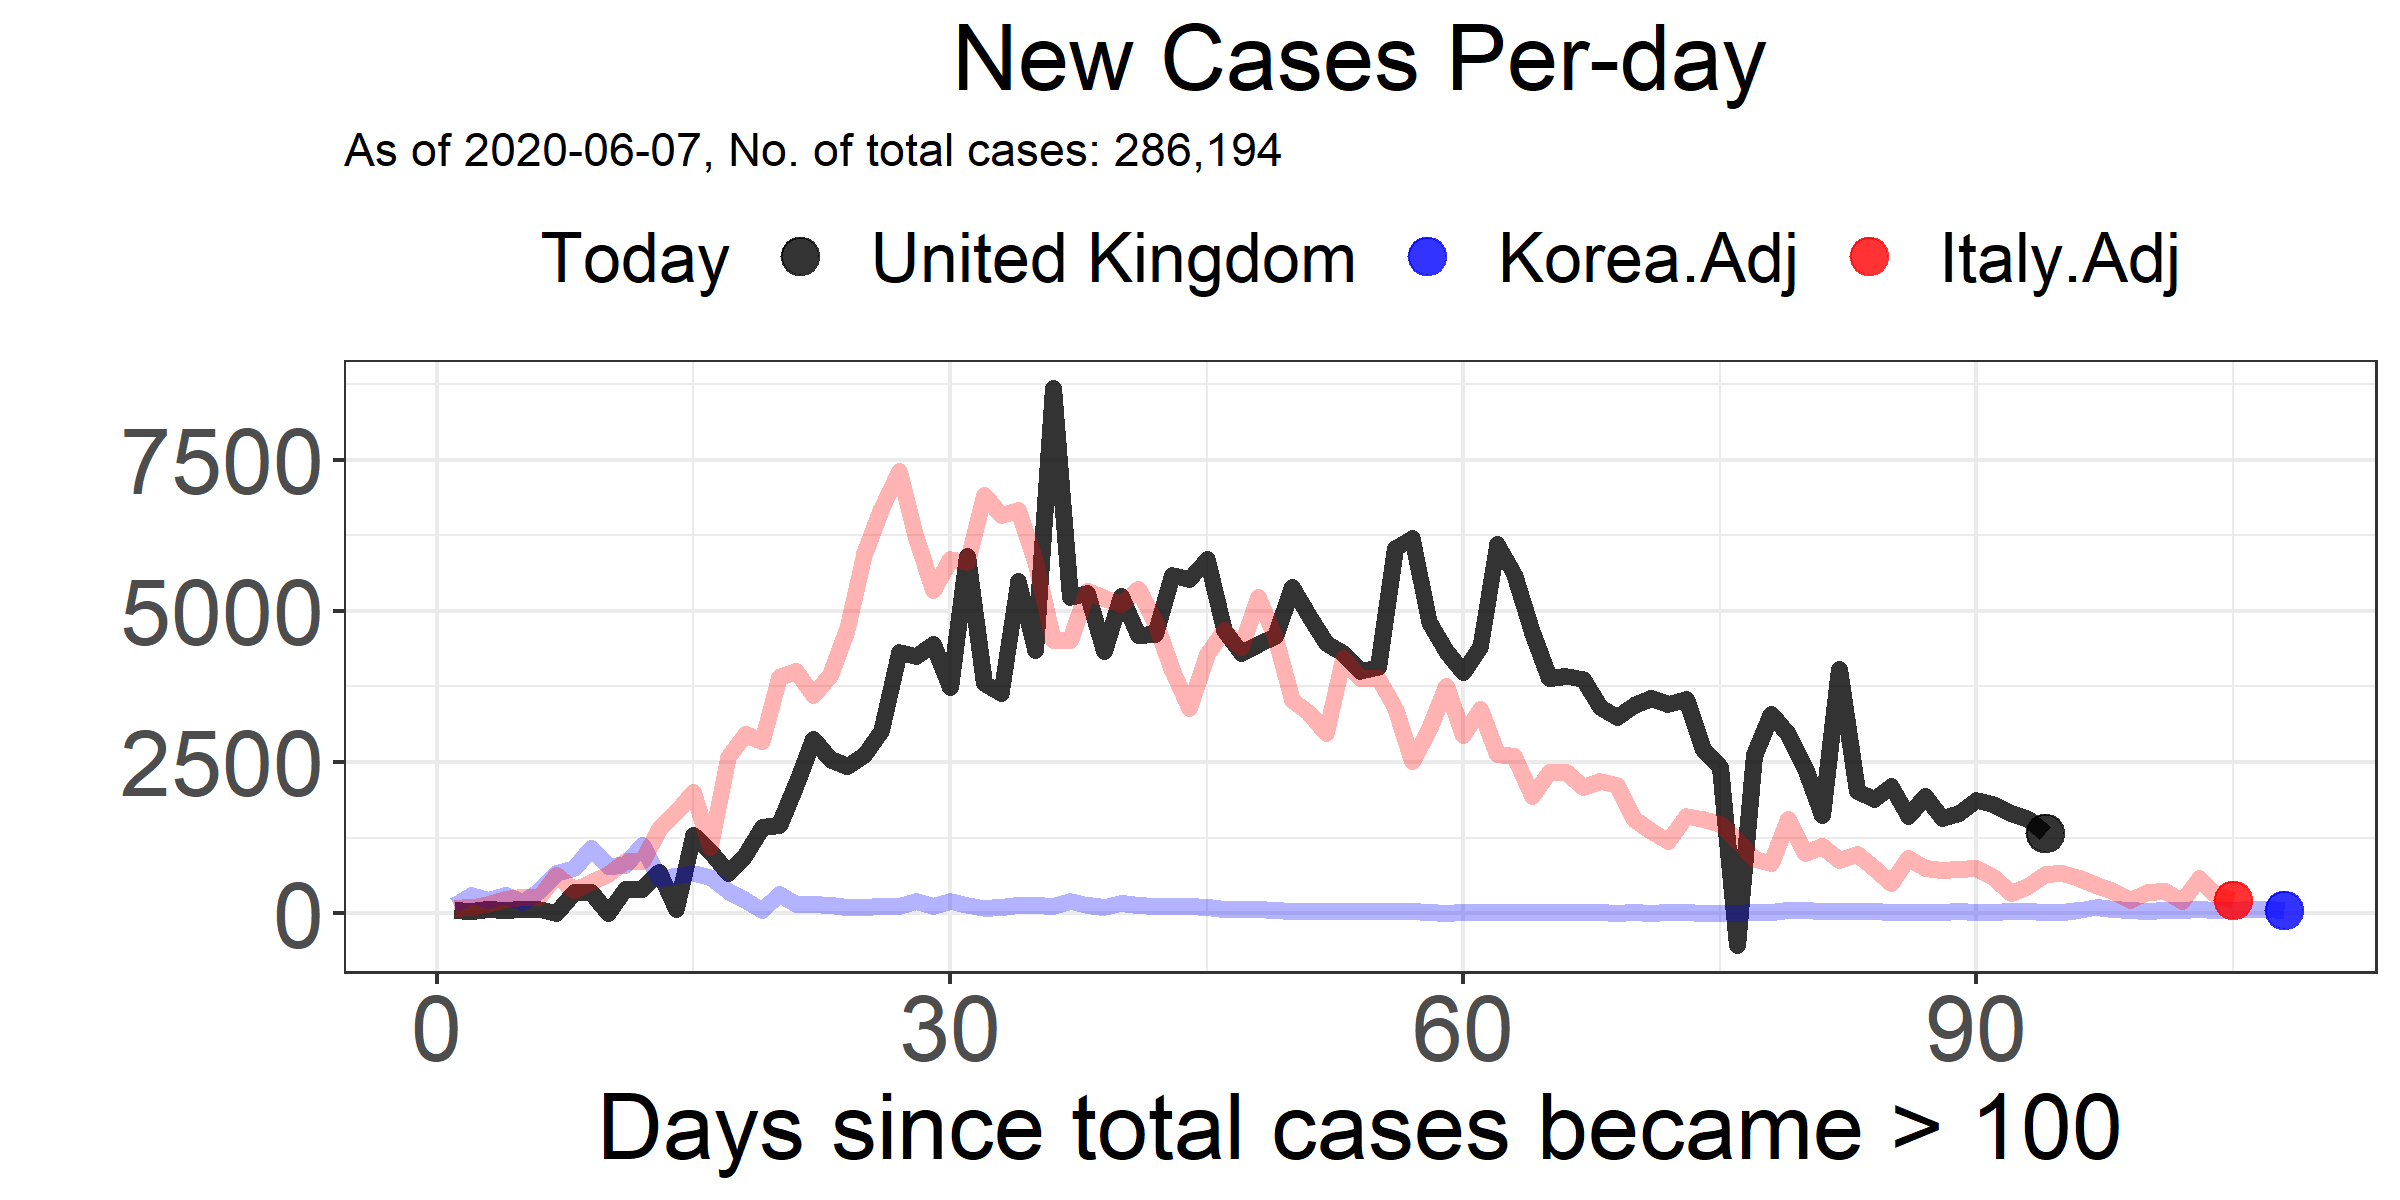 New Cases Per-day
As of 2020-06-07, No. of total cases: 286,194
Today United Kingdom Korea.Adj Italy.Adj
7500
5000
2500
0
0 30 60 90
Days since total cases became > 100